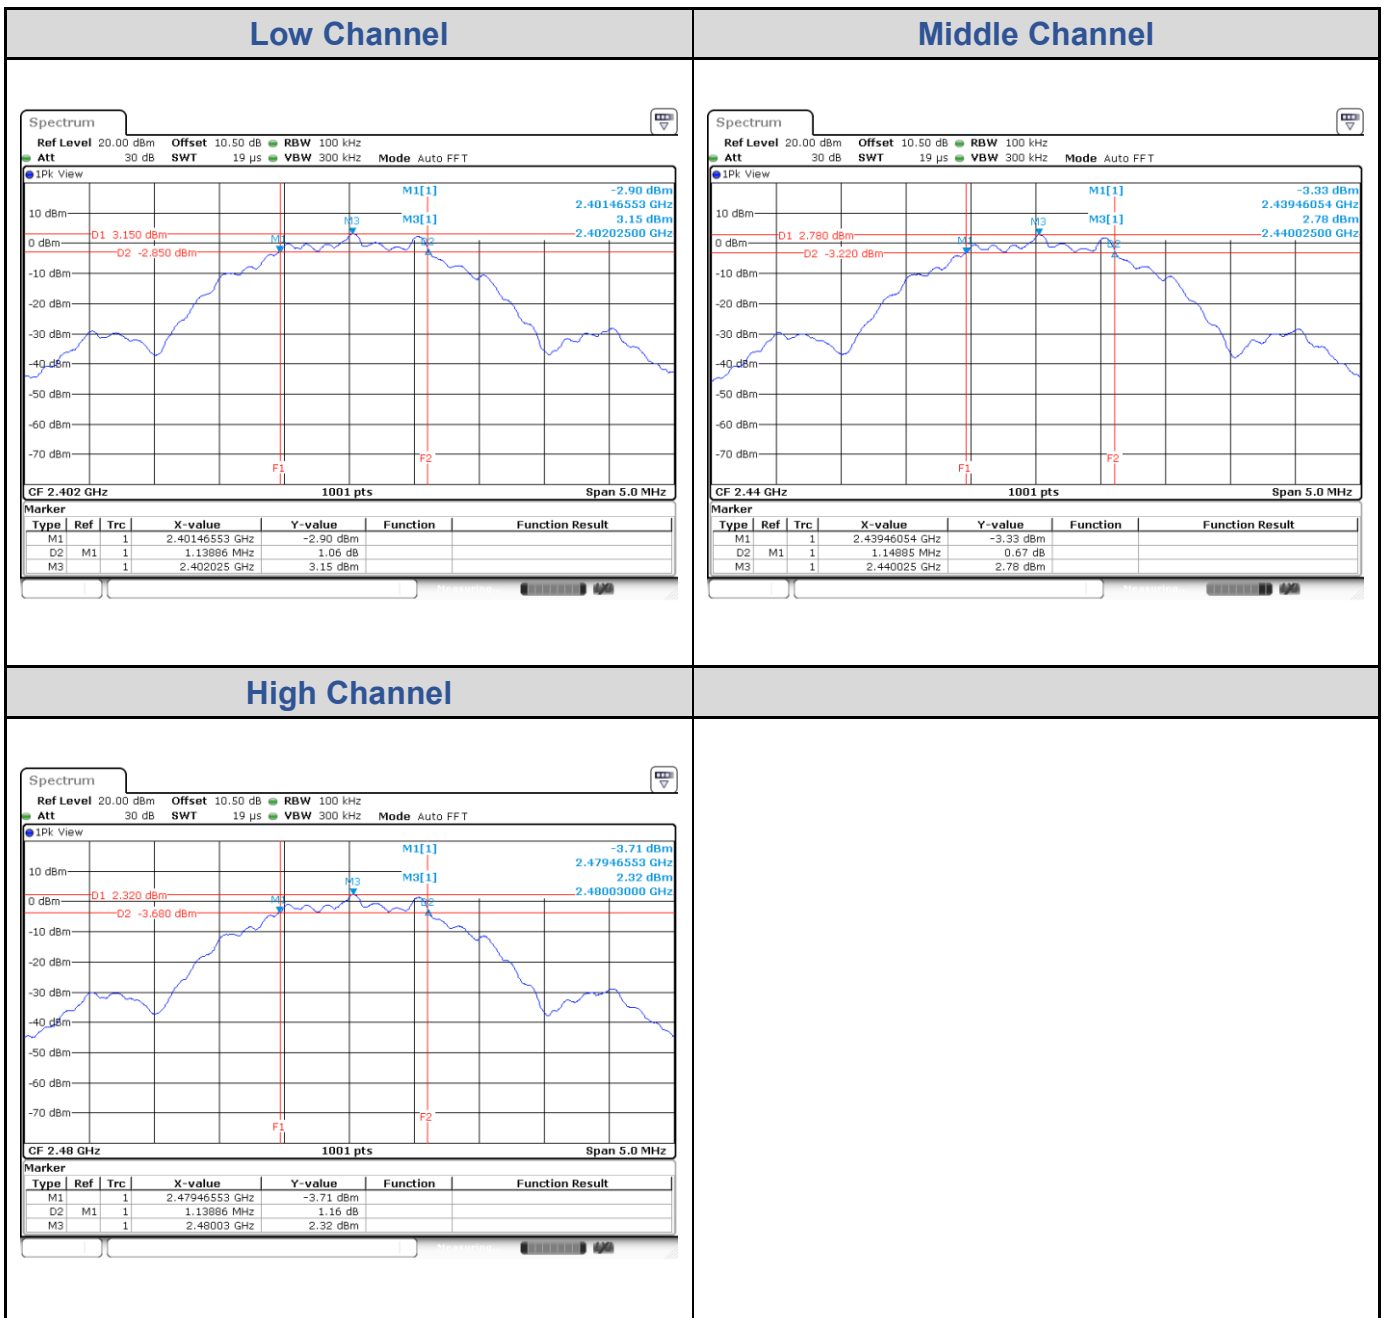 Low Channel
Middle Channel
Spectrum
Ref Level 20.00 dBm Offset 10.50 dB RBW 100 kHz
Att 30 dB SWT 19 µs VBW 300 kHz Mode Auto FFT
1Pk View
M1[1] -2.90 dBm
2.40146553 GHz
M3[1] 3.15 dBm
2.40202500 GHz
10 dBm
M3
D1 3.150 dBm
M1
D2
0 dBm
D2 -2.850 dBm
-10 dBm
-20 dBm
-30 dBm
-40 dBm
-50 dBm
-60 dBm
-70 dBm
F1
F2
CF 2.402 GHz 1001 pts Span 5.0 MHz
Marker
Type Ref Trc X-value Y-value Function Function Result
M1 1 2.40146553 GHz -2.90 dBm
D2 M1 1 1.13886 MHz 1.06 dB
M3 1 2.402025 GHz 3.15 dBm
Measuring...
Spectrum
Ref Level 20.00 dBm Offset 10.50 dB RBW 100 kHz
Att 30 dB SWT 19 µs VBW 300 kHz Mode Auto FFT
1Pk View
M1[1] -3.33 dBm
2.43946054 GHz
M3[1] 2.78 dBm
2.44002500 GHz
10 dBm
M3
D1 2.780 dBm
M1
D2
0 dBm
D2 -3.220 dBm
-10 dBm
-20 dBm
-30 dBm
-40 dBm
-50 dBm
-60 dBm
-70 dBm
F1
F2
CF 2.44 GHz 1001 pts Span 5.0 MHz
Marker
Type Ref Trc X-value Y-value Function Function Result
M1 1 2.43946054 GHz -3.33 dBm
D2 M1 1 1.14885 MHz 0.67 dB
M3 1 2.440025 GHz 2.78 dBm
Measuring...
High Channel
Spectrum
Ref Level 20.00 dBm Offset 10.50 dB RBW 100 kHz
Att 30 dB SWT 19 µs VBW 300 kHz Mode Auto FFT
1Pk View
M1[1] -3.71 dBm
2.47946553 GHz
M3[1] 2.32 dBm
2.48003000 GHz
10 dBm
M3
D1 2.320 dBm
M1
D2
0 dBm
D2 -3.680 dBm
-10 dBm
-20 dBm
-30 dBm
-40 dBm
-50 dBm
-60 dBm
-70 dBm
F1
F2
CF 2.48 GHz 1001 pts Span 5.0 MHz
Marker
Type Ref Trc X-value Y-value Function Function Result
M1 1 2.47946553 GHz -3.71 dBm
D2 M1 1 1.13886 MHz 1.16 dB
M3 1 2.48003 GHz 2.32 dBm
Measuring...